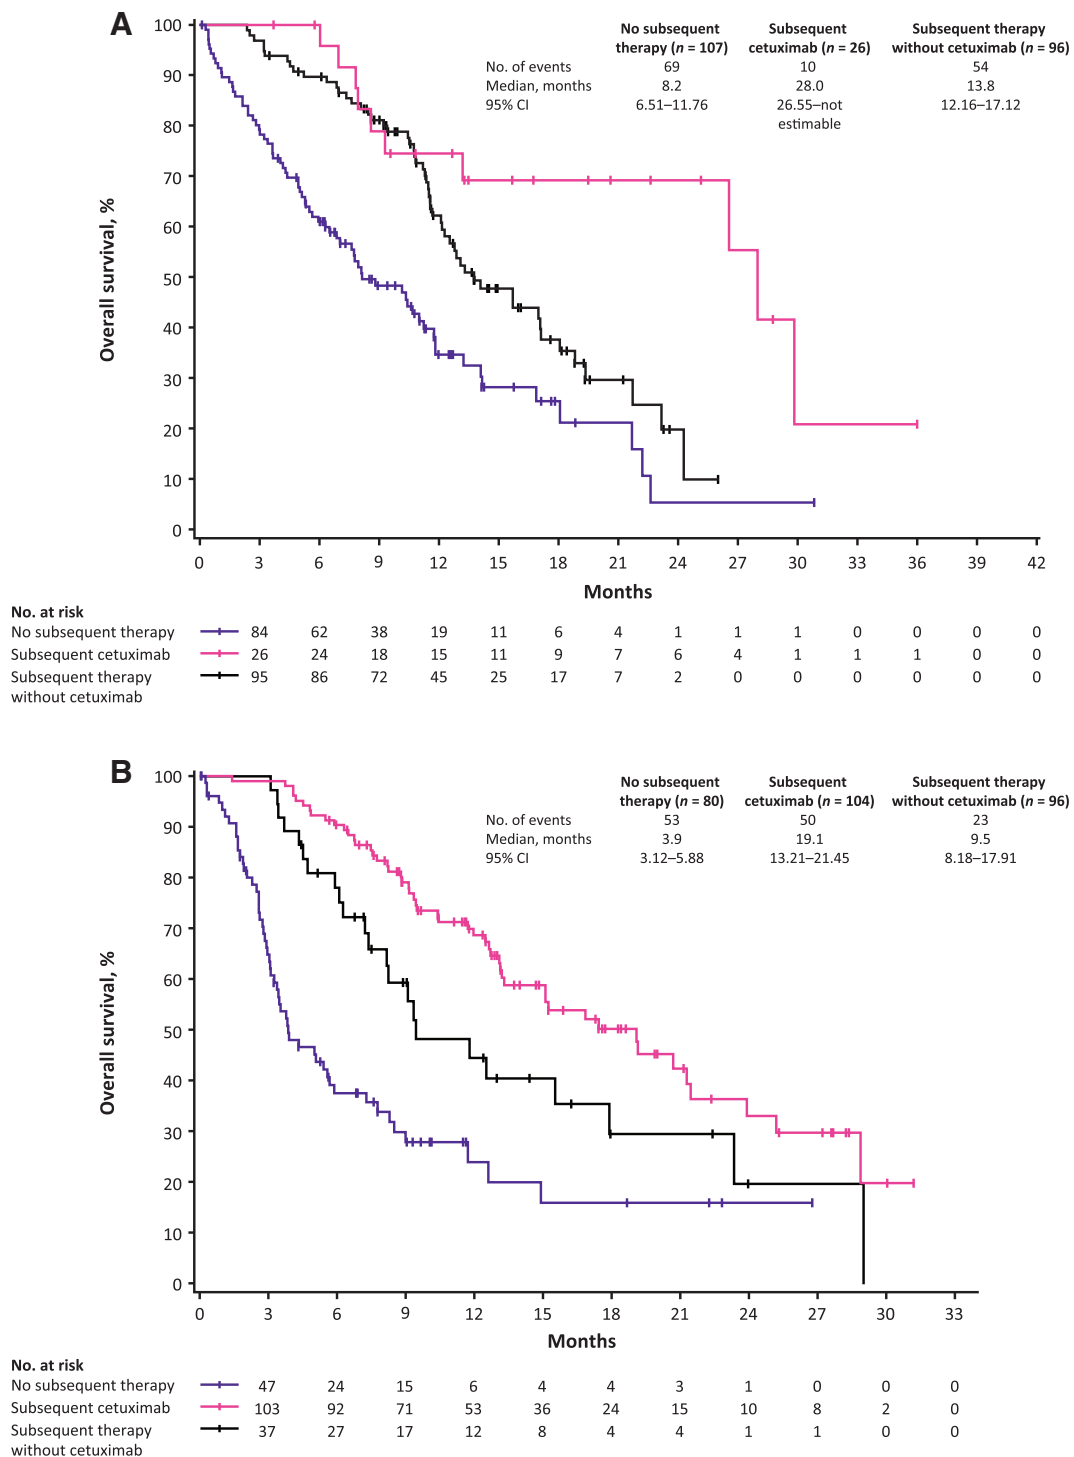 A
No subsequent therapy (n = 107) Subsequent cetuximab (n = 26) Subsequent therapy without cetuximab (n = 96)
No. of events 69 10 54
Median, months 8.2 28.0 13.8
95% CI 6.51–11.76 26.55–not estimable 12.16–17.12
Overall survival, %
100
90
80
70
60
50
40
30
20
10
0
0 3 6 9 12 15 18 21 24 27 30 33 36 39 42
Months
No. at risk
No subsequent therapy 84 62 38 19 11 6 4 1 1 1 0 0 0 0
Subsequent cetuximab 26 24 18 15 11 9 7 6 4 1 1 1 0 0
Subsequent therapy without cetuximab 95 86 72 45 25 17 7 2 0 0 0 0 0 0
B
No subsequent therapy (n = 80) Subsequent cetuximab (n = 104) Subsequent therapy without cetuximab (n = 96)
No. of events 53 50 23
Median, months 3.9 19.1 9.5
95% CI 3.12–5.88 13.21–21.45 8.18–17.91
Overall survival, %
100
90
80
70
60
50
40
30
20
10
0
0 3 6 9 12 15 18 21 24 27 30 33
Months
No. at risk
No subsequent therapy 47 24 15 6 4 4 3 1 0 0 0
Subsequent cetuximab 103 92 71 53 36 24 15 10 8 2 0
Subsequent therapy without cetuximab 37 27 17 12 8 4 4 1 1 0 0